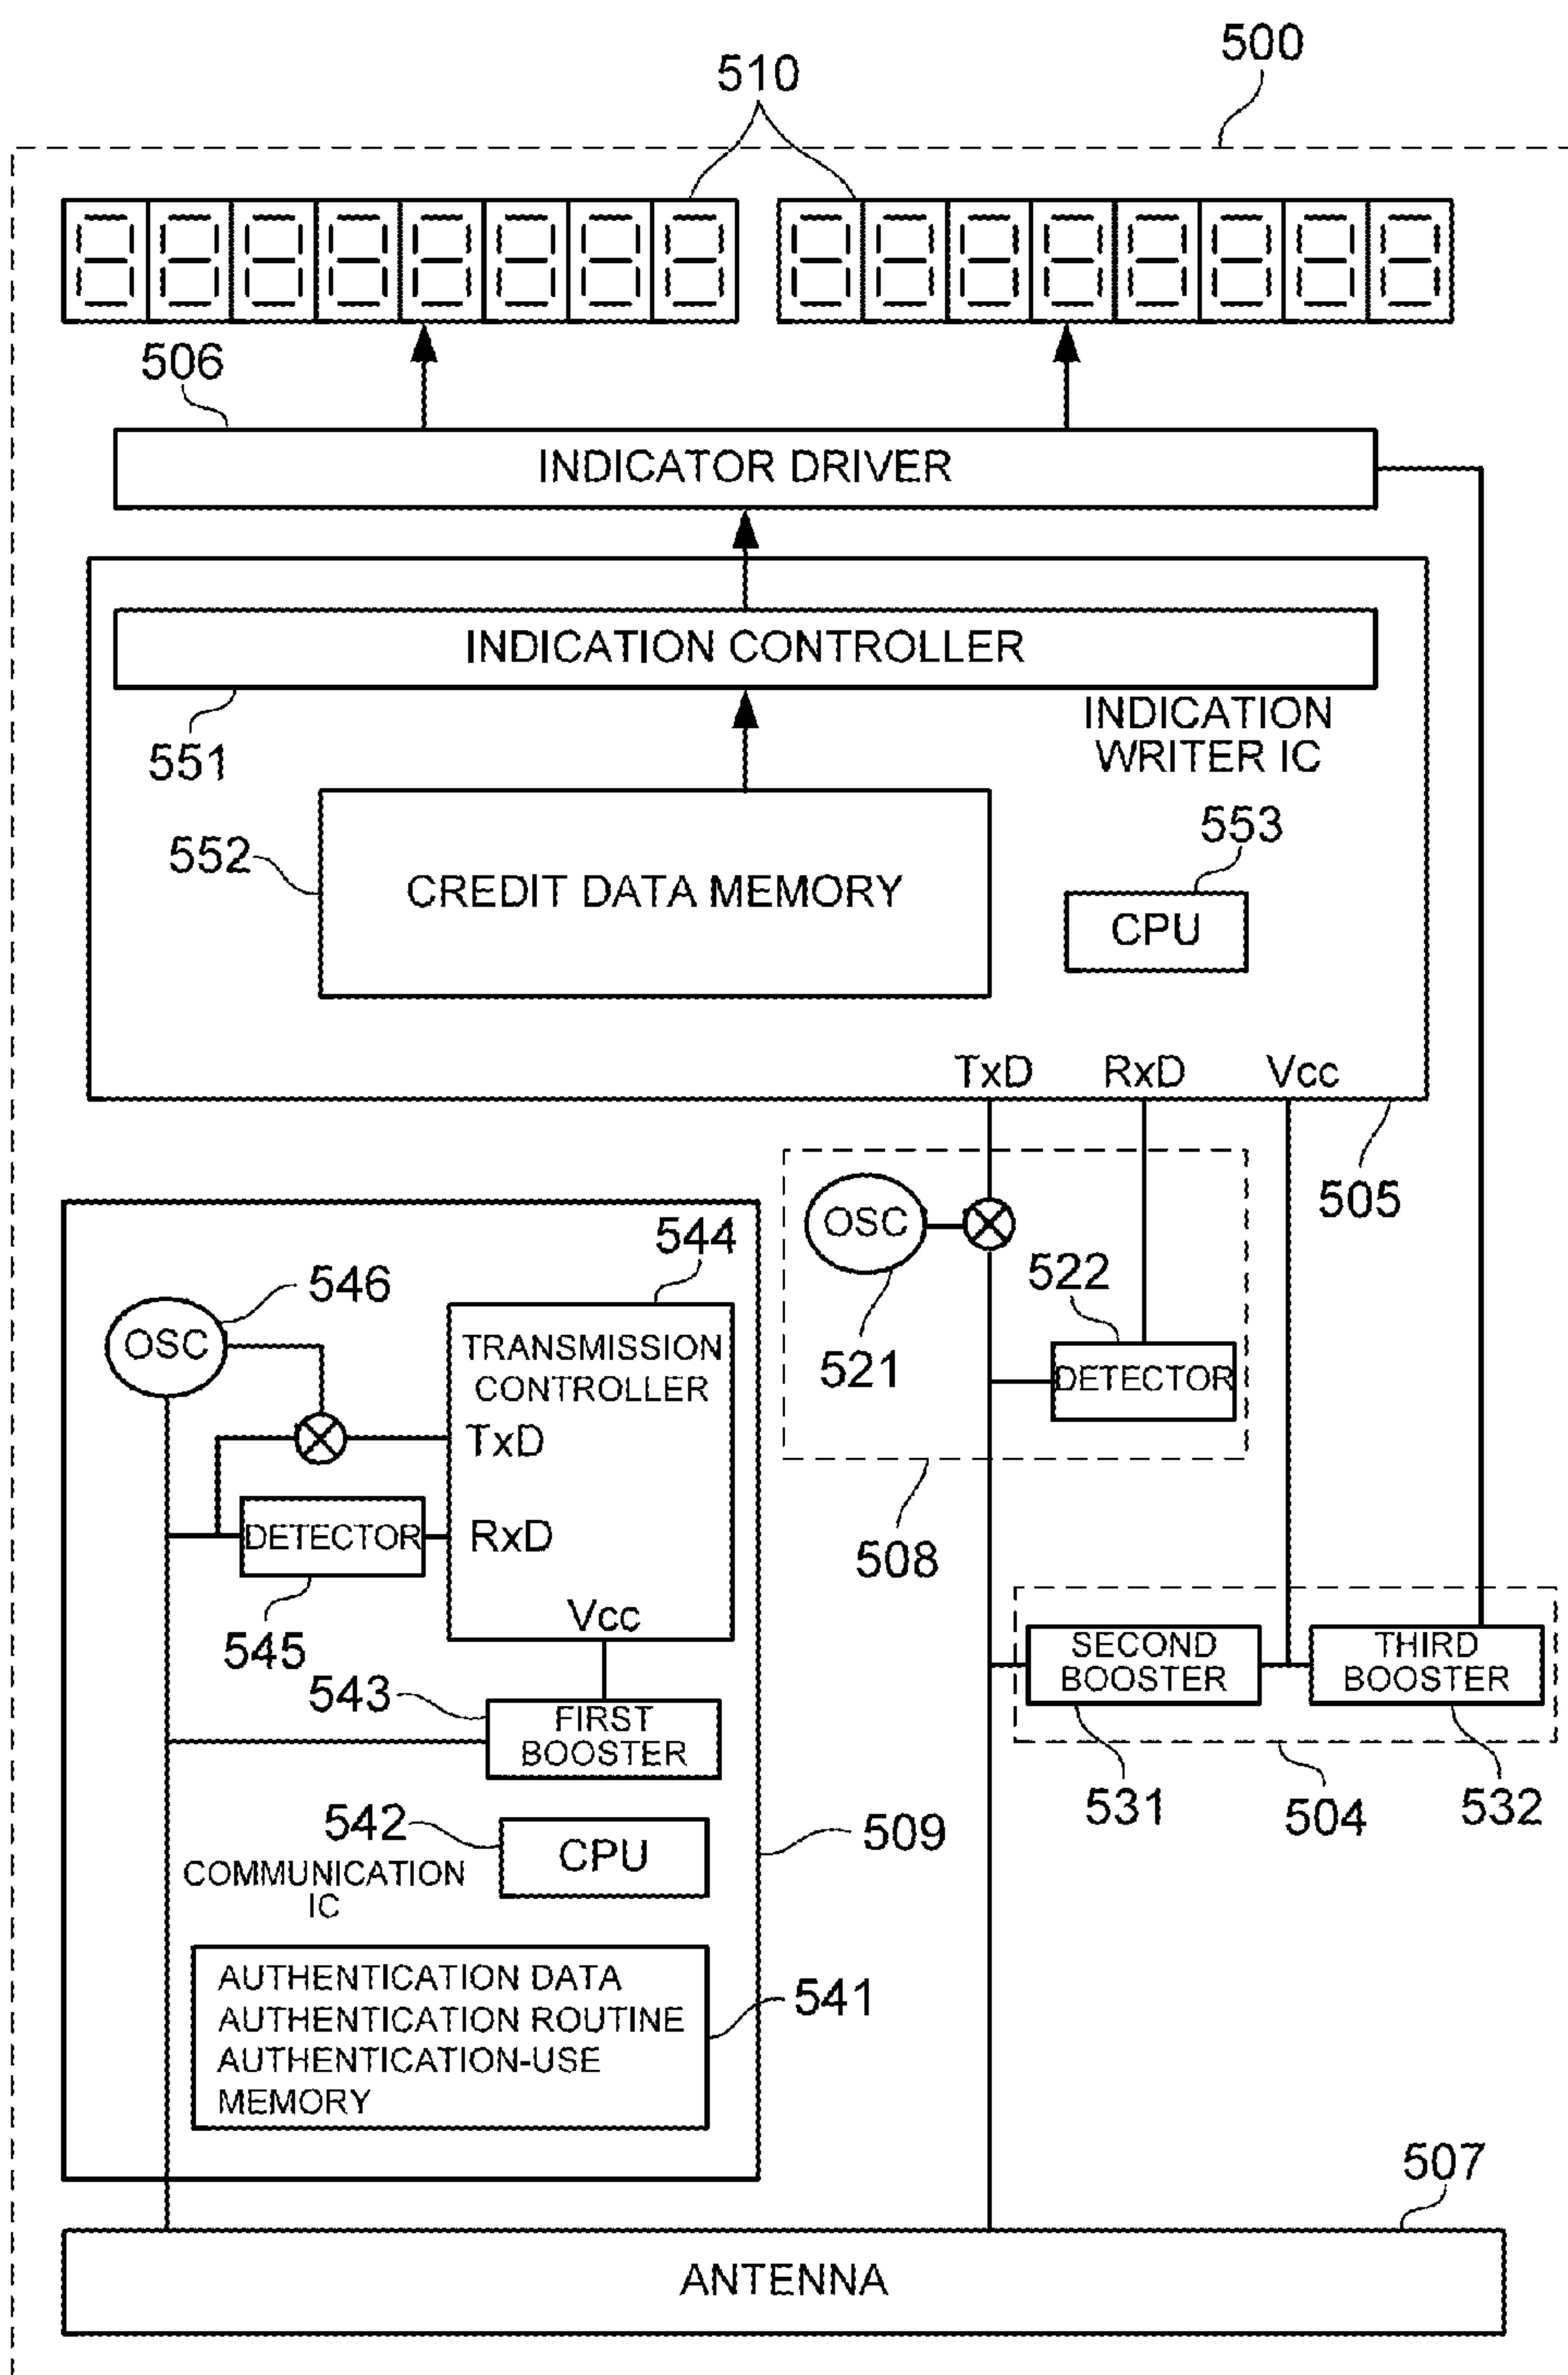 500
510
506
INDICATOR DRIVER
INDICATION CONTROLLER
551
INDICATION
WRITER IC
552
CREDIT DATA MEMORY
553
CPU
TxD RxD Vcc
505
OSC
521
522
DETECTOR
508
544
546
OSC
TRANSMISSION
CONTROLLER
TxD
DETECTOR
RxD
545
Vcc
543
FIRST
BOOSTER
SECOND
BOOSTER
THIRD
BOOSTER
531
504
532
542
CPU
509
COMMUNICATION
IC
AUTHENTICATION DATA
AUTHENTICATION ROUTINE
AUTHENTICATION-USE
MEMORY
541
507
ANTENNA